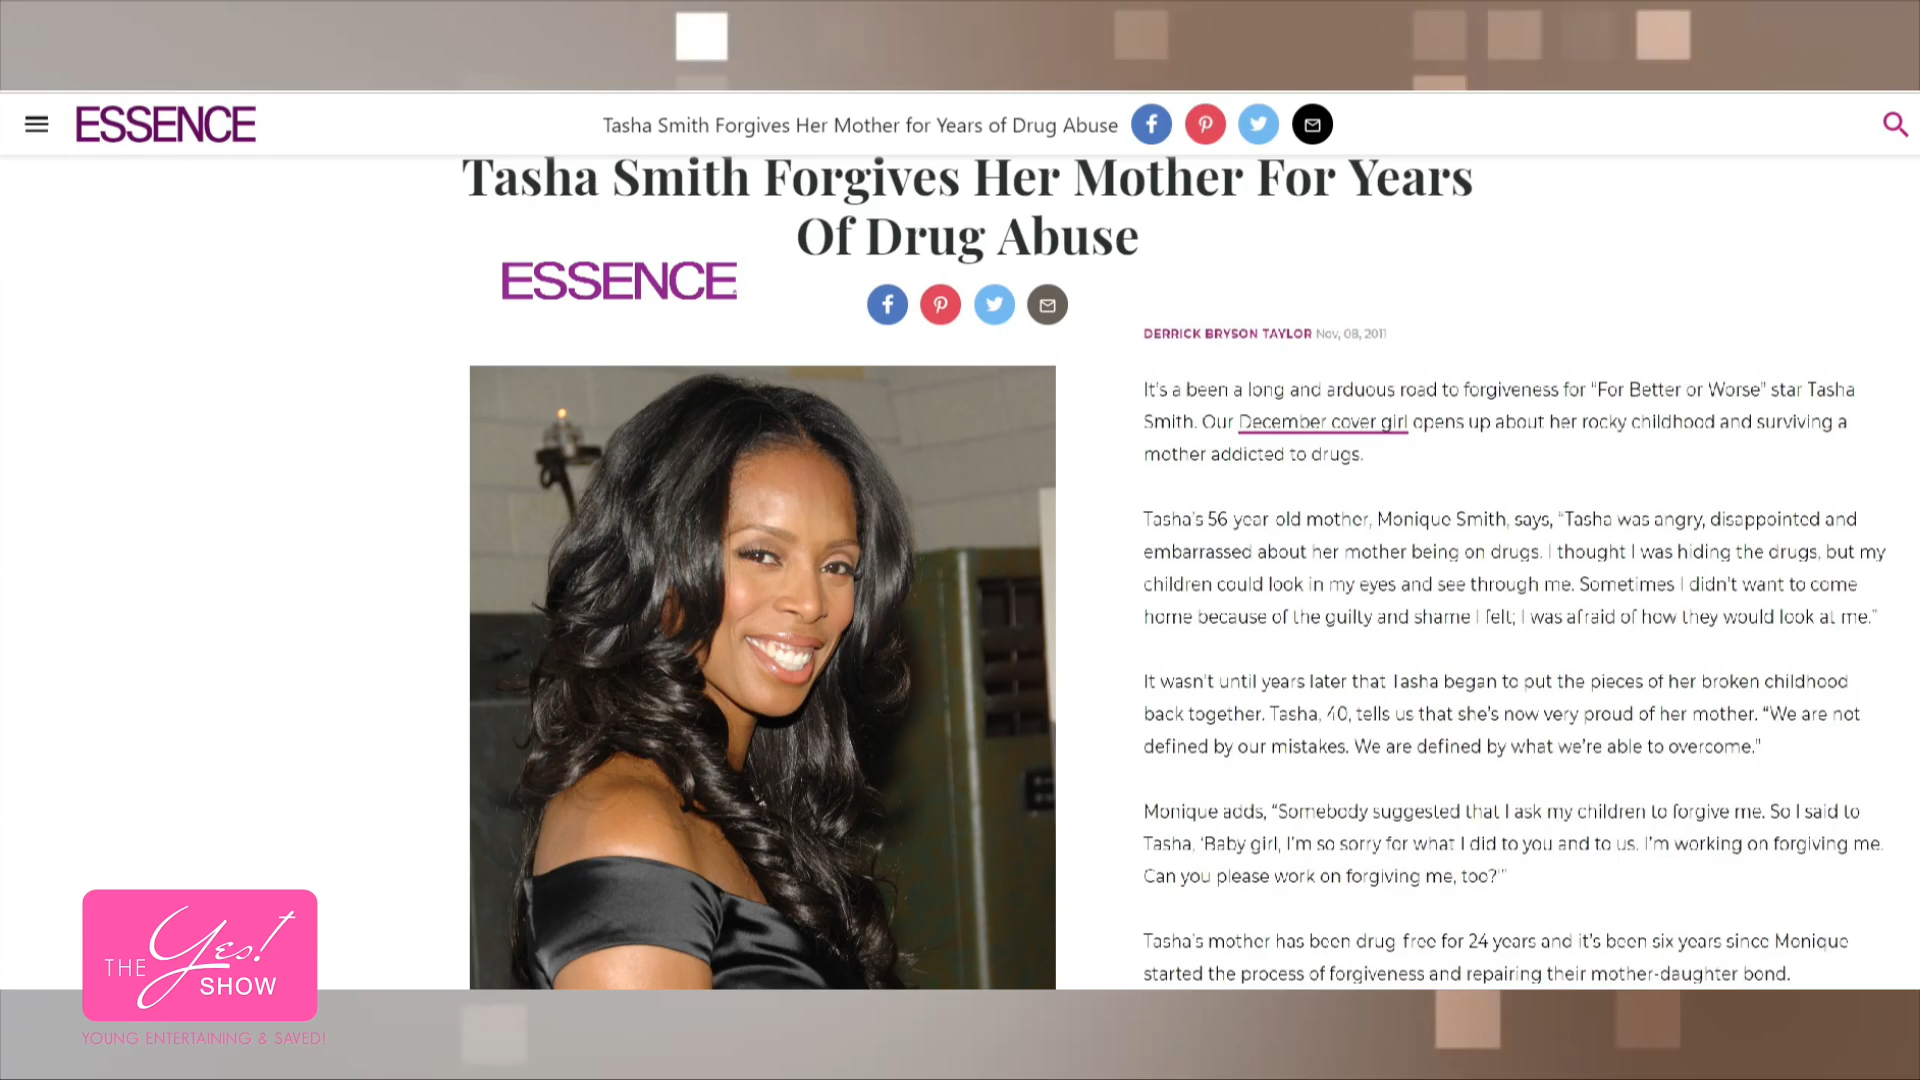 ESSENCE
Tasha Smith Forgives Her Mother for Years of Drug Abuse
Tasha Smith Forgives Her Mother For Years
Of Drug Abuse
ESSENCE
DERRICK BRYSON TAYLOR Nov, 08, 2011
It's a been a long and arduous road to forgiveness for “For Better or Worse” star Tasha
Smith. Our December cover girl opens up about her rocky childhood and surviving a
mother addicted to drugs.
Tasha's 56 year old mother, Monique Smith, says, “Tasha was angry, disappointed and
embarrassed about her mother being on drugs. I thought I was hiding the drugs, but my
children could look in my eyes and see through me. Sometimes I didn't want to come
home because of the guilty and shame I felt; I was afraid of how they would look at me.”
It wasn't until years later that Tasha began to put the pieces of her broken childhood
back together. Tasha, 40, tells us that she's now very proud of her mother. “We are not
defined by our mistakes. We are defined by what we're able to overcome.”
Monique adds, “Somebody suggested that I ask my children to forgive me. So I said to
Tasha, ‘Baby girl, I'm so sorry for what I did to you and to us. I'm working on forgiving me.
Can you please work on forgiving me, too?’”
Tasha's mother has been drug-free for 24 years and it's been six years since Monique
started the process of forgiveness and repairing their mother-daughter bond.
THE Yes! SHOW
YOUNG ENTERTAINING & SAVED!